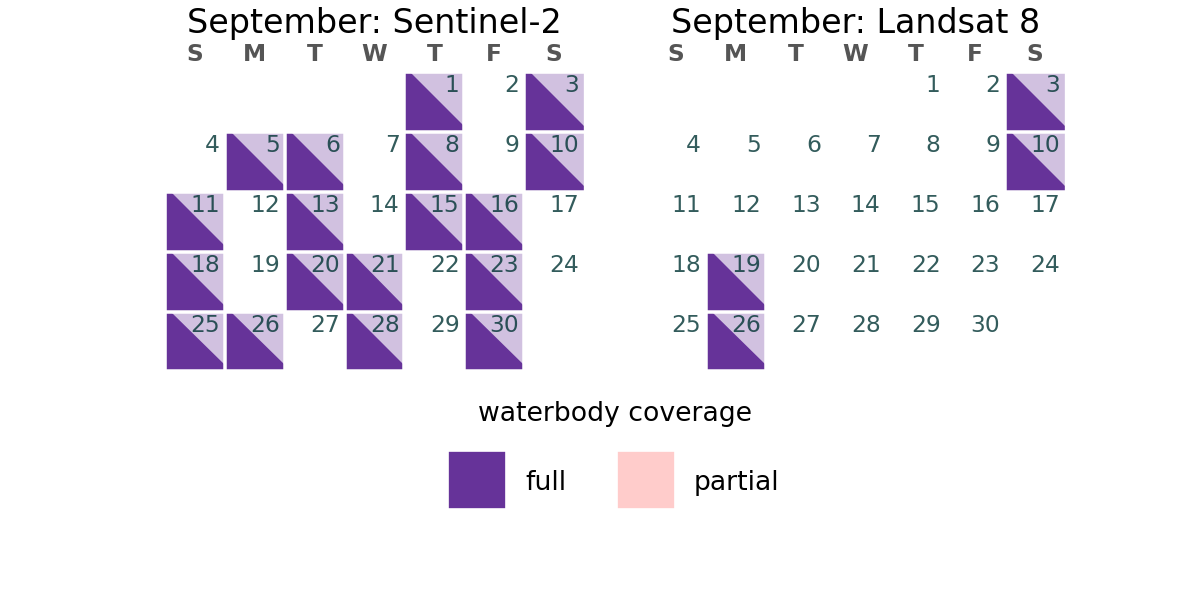 September: Sentinel-2
S M T W T F S
1 2 3
4 5 6 7 8 9 10
11 12 13 14 15 16 17
18 19 20 21 22 23 24
25 26 27 28 29 30
September: Landsat 8
S M T W T F S
1 2 3
4 5 6 7 8 9 10
11 12 13 14 15 16 17
18 19 20 21 22 23 24
25 26 27 28 29 30
waterbody coverage
full
partial